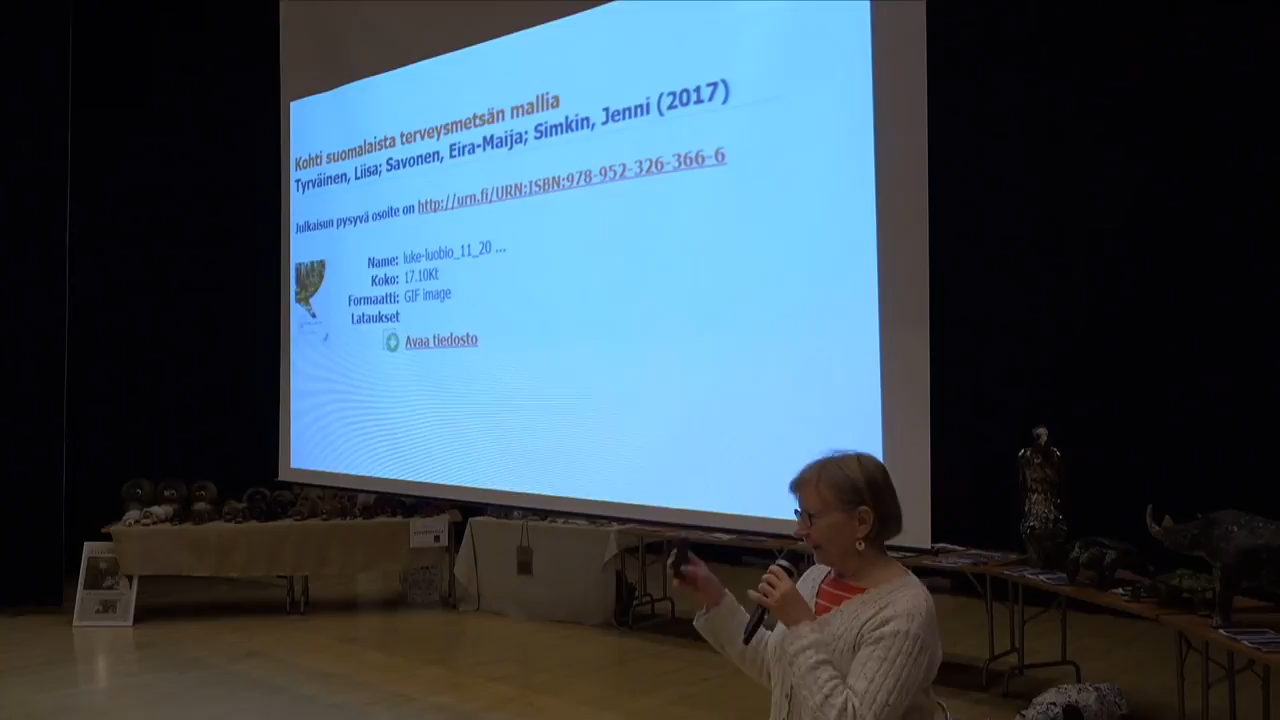 Kohti suomalaista terveysmetsän mallia
Tyrväinen, Liisa; Savonen, Eira-Maija; Simkin, Jenni (2017)
Julkaisun pysyvä osoite on http://urn.fi/URN:ISBN:978-952-326-366-6
Name: luke-luobio_11_20 ...
Koko: 17.10Kt
Formaatti: GIF image
Lataukset
Avaa tiedosto